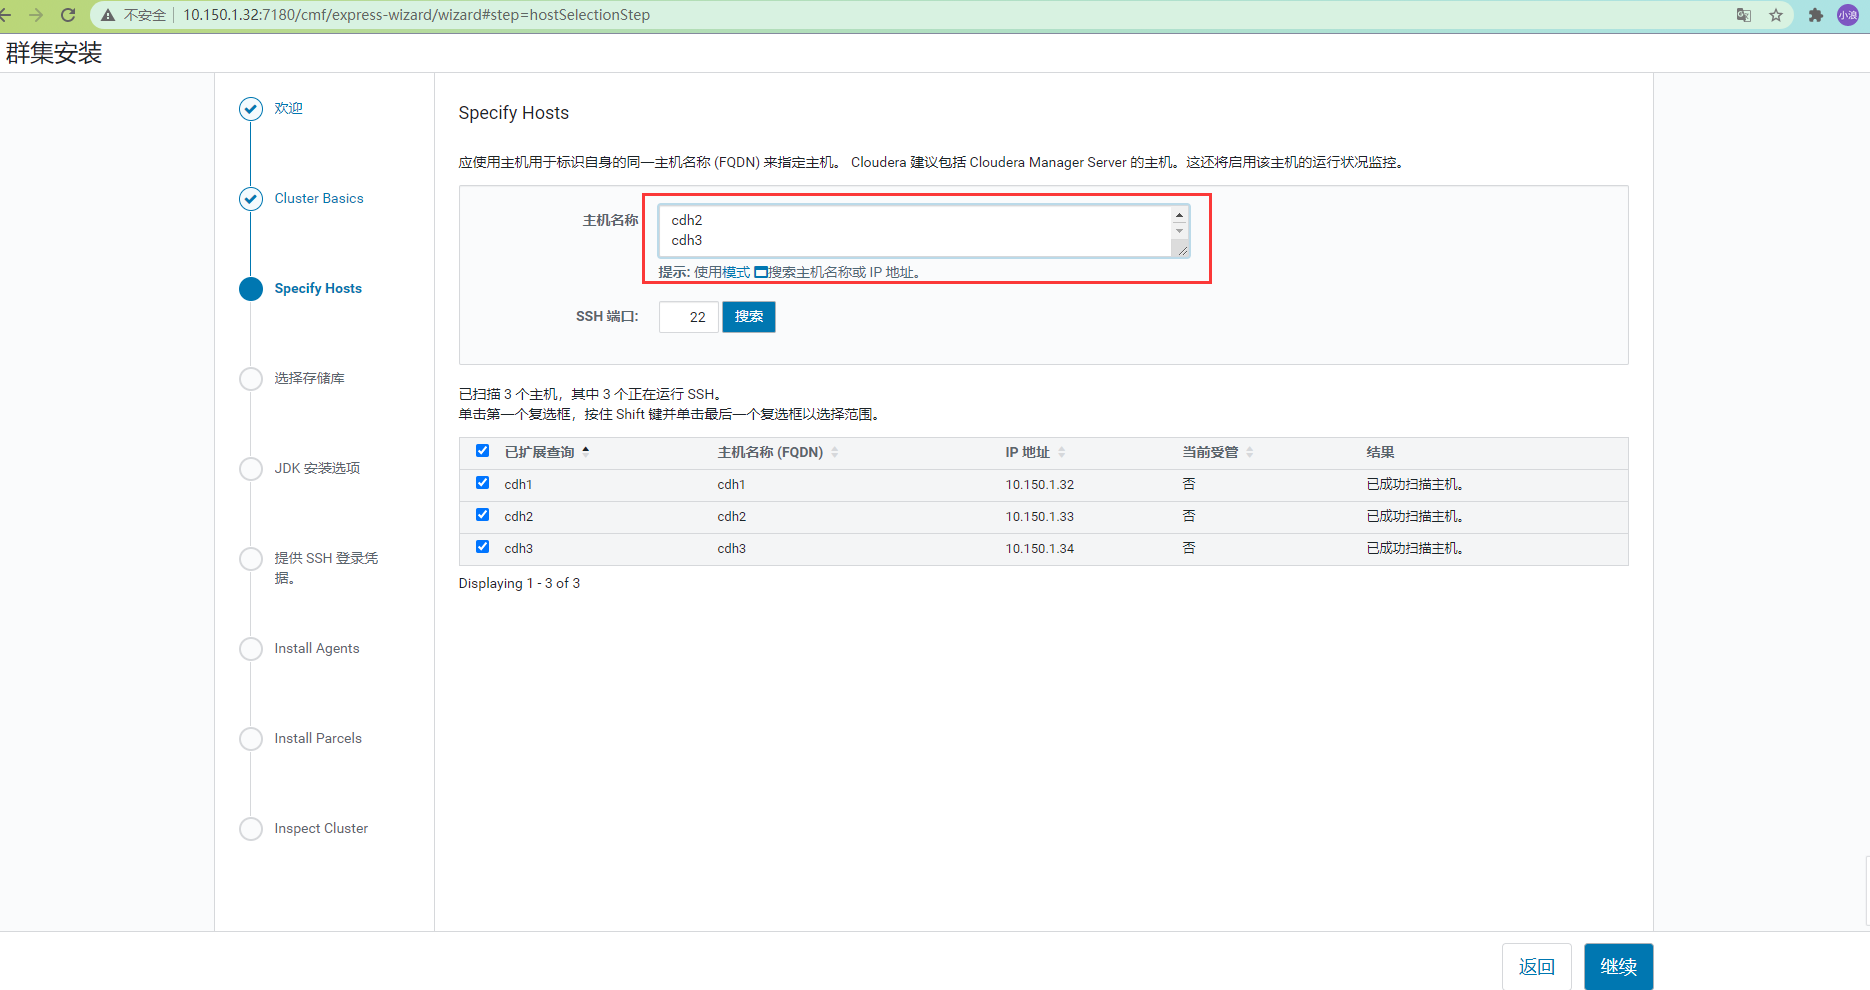 不安全 10.150.1.32:7180/cmf/express-wizard/wizard#step=hostSelectionStep
小浪
群集安装
欢迎
Cluster Basics
Specify Hosts
选择存储库
JDK 安装选项
提供 SSH 登录凭
据。
Install Agents
Install Parcels
Inspect Cluster
Specify Hosts
应使用主机用于标识自身的同一主机名称 (FQDN) 来指定主机。 Cloudera 建议包括 Cloudera Manager Server 的主机。这还将启用该主机的运行状况监控。
主机名称
cdh2
cdh3
提示: 使用模式 搜索主机名称或 IP 地址。
SSH 端口: 22 搜索
已扫描 3 个主机，其中 3 个正在运行 SSH。
单击第一个复选框，按住 Shift 键并单击最后一个复选框以选择范围。
已扩展查询 主机名称 (FQDN) IP 地址 当前受管 结果
cdh1 cdh1 10.150.1.32 否 已成功扫描主机。
cdh2 cdh2 10.150.1.33 否 已成功扫描主机。
cdh3 cdh3 10.150.1.34 否 已成功扫描主机。
Displaying 1 - 3 of 3
返回 继续